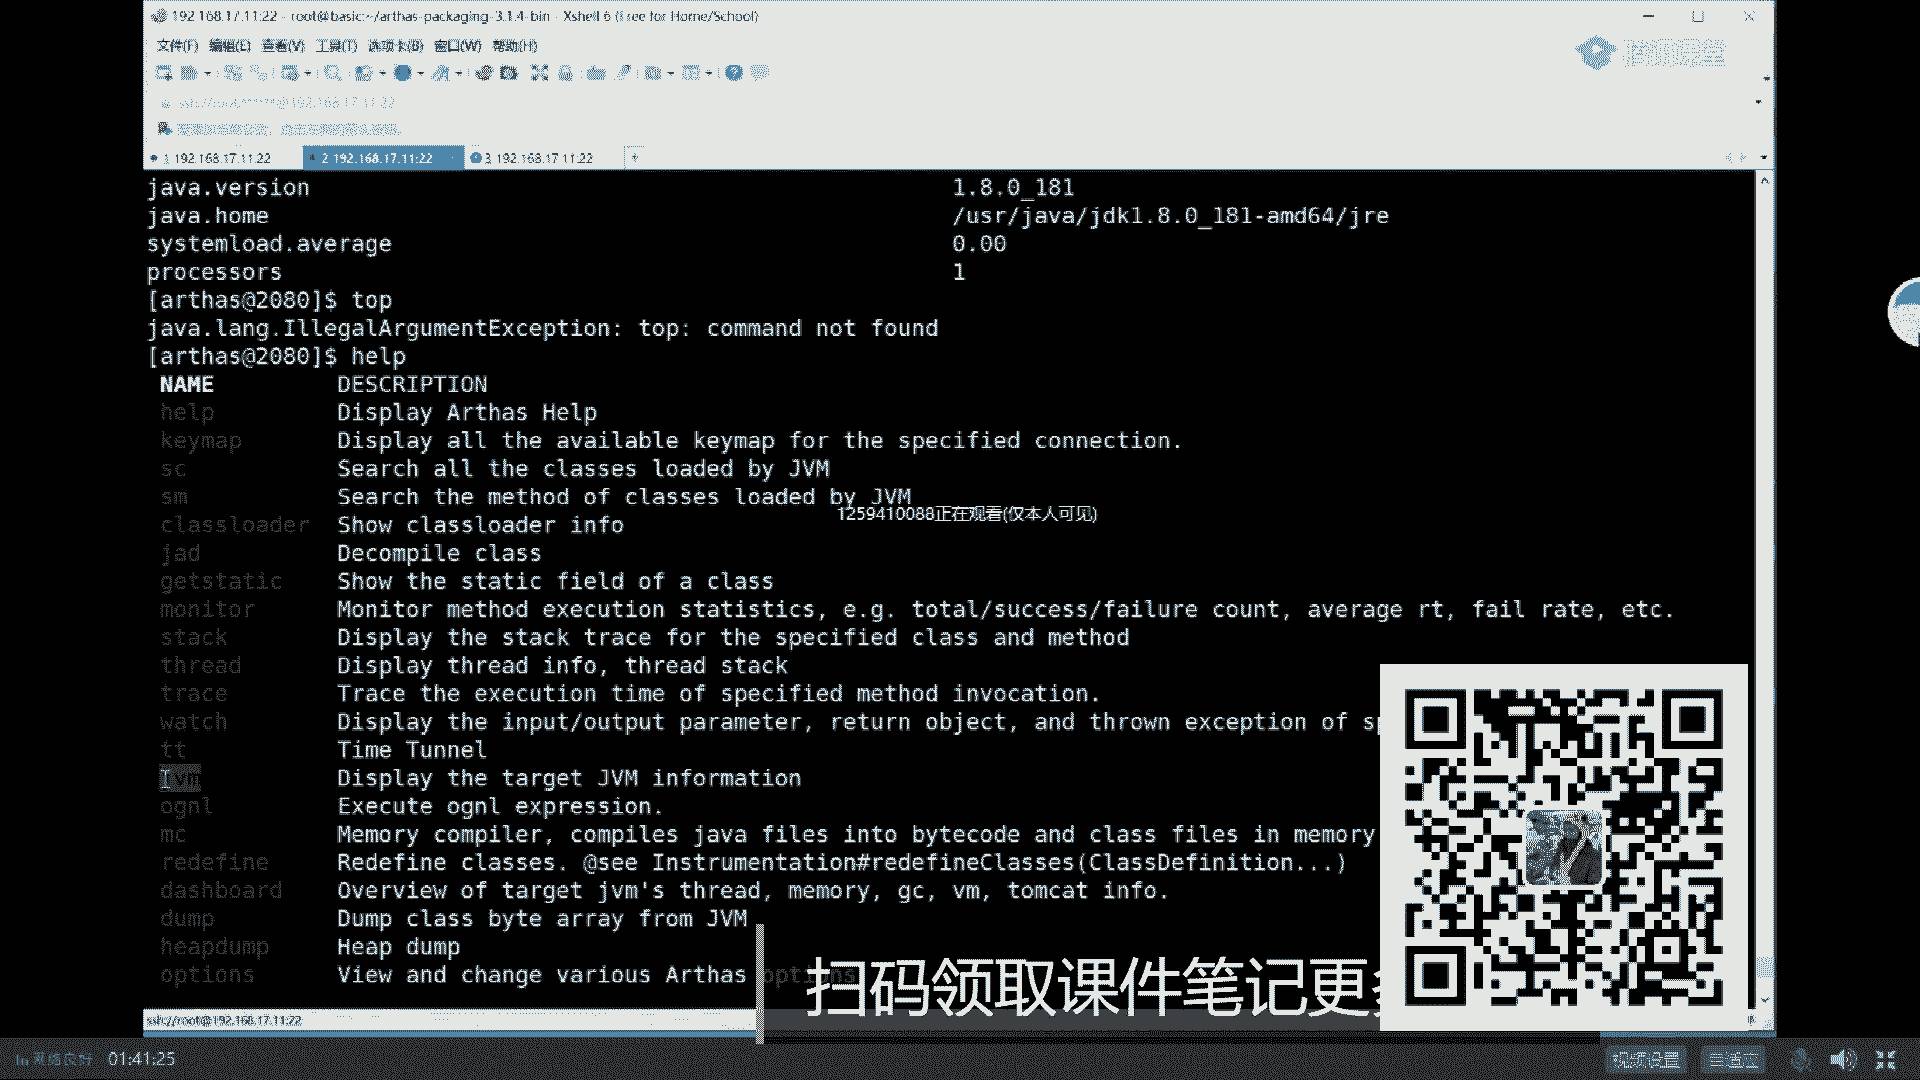 192.168.17.11:22 - root@basic:~/arthas-packaging-3.1.4-bin - Xshell 6 (Free for Home/School)
文件(F) 编辑(E) 查看(V) 工具(T) 选项卡(B) 窗口(W) 帮助(H)
腾讯课堂
ssh://root:*****@192.168.17.11:22
1 192.168.17.11:22 2 192.168.17.11:22 3 192.168.17.11:22 +
java.version 1.8.0_181
java.home /usr/java/jdk1.8.0_181-amd64/jre
systemload.average 0.00
processors 1
[arthas@2080]$ top
java.lang.IllegalArgumentException: top: command not found
[arthas@2080]$ help
NAME DESCRIPTION
help Display Arthas Help
keymap Display all the available keymap for the specified connection.
sc Search all the classes loaded by JVM
sm Search the method of classes loaded by JVM
1259410088正在观看(仅本人可见)
classloader Show classloader info
jad Decompile class
getstatic Show the static field of a class
monitor Monitor method execution statistics, e.g. total/success/failure count, average rt, fail rate, etc.
stack Display the stack trace for the specified class and method
thread Display thread info, thread stack
trace Trace the execution time of specified method invocation.
watch Display the input/output parameter, return object, and thrown exception of
tt Time Tunnel
jvm Display the target JVM information
ognl Execute ognl expression.
mc Memory compiler, compiles java files into bytecode and class files in memory
redefine Redefine classes. @see Instrumentation#redefineClasses(ClassDefinition...)
dashboard Overview of target jvm's thread, memory, gc, vm, tomcat info.
dump Dump class byte array from JVM
heapdump Heap dump
options View and change various Arthas options
扫码领取课件笔记更
ssh://root@192.168.17.11:22
网络良好 01:41:25
视频设置